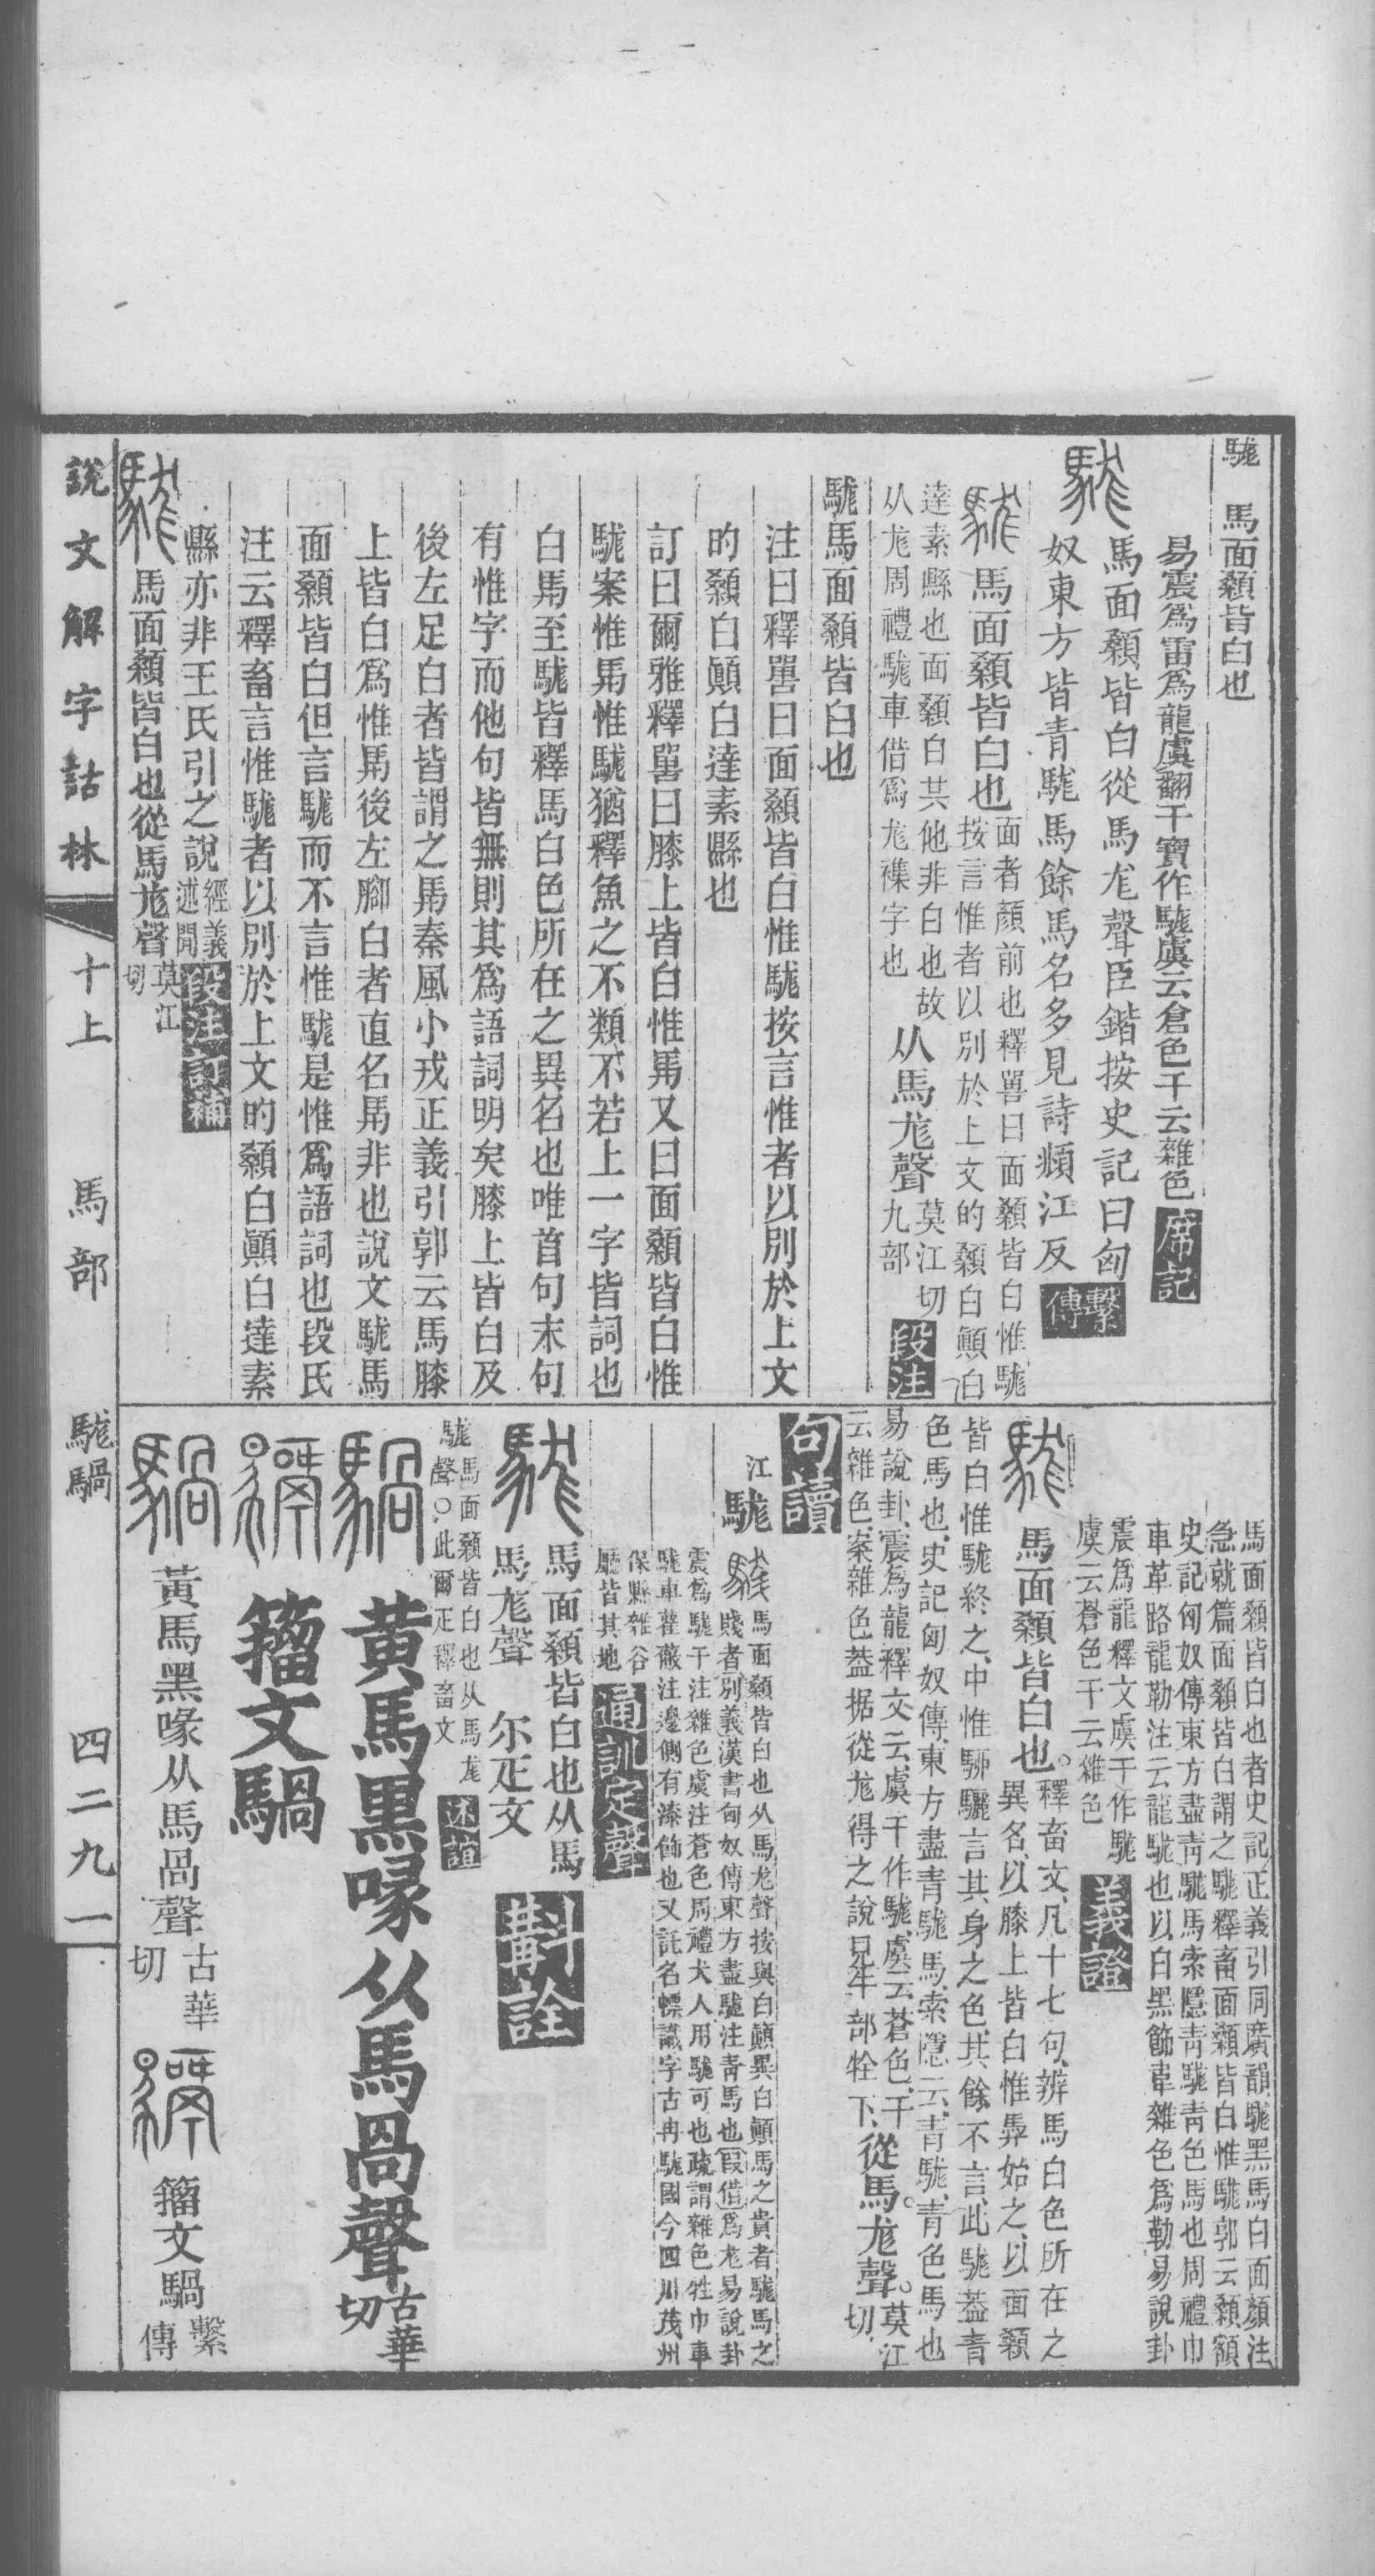 駹　馬面顙皆白也
易震爲雷爲龍虞翻干寶作駹虞云倉色干云雜色席記
馬面顙皆白從馬尨聲臣鍇按史記曰匈
奴東方皆青駹馬餘馬名多見詩頻江反繫傳
馬面顙皆白也面者顏前也釋嘼曰面顙皆白惟駹
按言惟者以別於上文的顙白顚白
達素縣也面顙白其他非白也故从馬尨聲莫江切
从尨周禮駹車借爲尨襍字也九部段注
駹馬面顙皆白也
注曰釋嘼曰面顙皆白惟駹按言惟者以別於上文
的顙白顚白達素縣也
訂曰爾雅釋嘼曰膝上皆白惟馵又曰面顙皆白惟
駹案惟馵惟駹猶釋魚之不類不若上一字皆詞也
白馵至駹皆釋馬白色所在之異名也唯首句末句
有惟字而他句皆無則其爲語詞明矣膝上皆白及
後左足白者皆謂之馵秦風小戎正義引郭云馬膝
上皆白爲惟馵後左腳白者直名馵非也說文駹馬
面顙皆白但言駹而不言惟駹是惟爲語詞也段氏
注云釋畜言惟駹者以別於上文的顙白顚白達素
縣亦非王氏引之說經義述聞段注訂補
馬面顙皆白也從馬尨聲莫江切
馬面顙皆白也者史記正義引同廣韻駹黑馬白面顏注
急就篇面顙皆白謂之駹釋畜面顙皆白惟駹郭云顙額
史記匈奴傳東方盡靑駹馬索隱靑駹靑色馬也周禮巾
車革路龍勒注云龍駹也以白黑飾韋雜色爲勒易說卦
震爲龍釋文虞干作駹
虞云蒼色干云雜色義證
馬面顙皆白也。釋畜文、凡十七句、辨馬白色所在之
異名、以膝上皆白惟馵始之、以面顙
皆白惟駹終之、中惟騚驪言其身之色、其餘不言、此駹葢青
色馬也、史記匈奴傳、東方盡青駹馬、索隱云、青駹、青色馬也
易說卦、震爲龍、釋文云、虞干作駹、虞云蒼色、干
云雜色、案雜色葢据從尨得之說見牛部牷下、從馬。尨聲。莫江切
句讀
江
駹馬面顙皆白也从馬尨聲按與白顚異白顚馬之貴者駹馬之
賤者別義漢書匈奴傳東方盡駹注靑馬也叚借爲尨易說卦
震爲駹干注雜色虞注蒼色周禮犬人用駹可也疏謂雜色牲巾車
駹車雚蔽注邊側有漆飾也又託名幖識字古冉駹國今四川茂州
保縣雜谷
廳皆其地通訓定聲
馬面顙皆白也从馬
馬尨聲　尔疋文　斠詮
駹馬面顙皆白也从馬尨
聲○此爾疋釋畜文述誼
黃馬黑喙从馬咼聲古華切
籒文騧
黃馬黑喙从馬咼聲古華切
籒文騧繫傳
說文解字詁林　十上　馬部　駹騧　四二九一